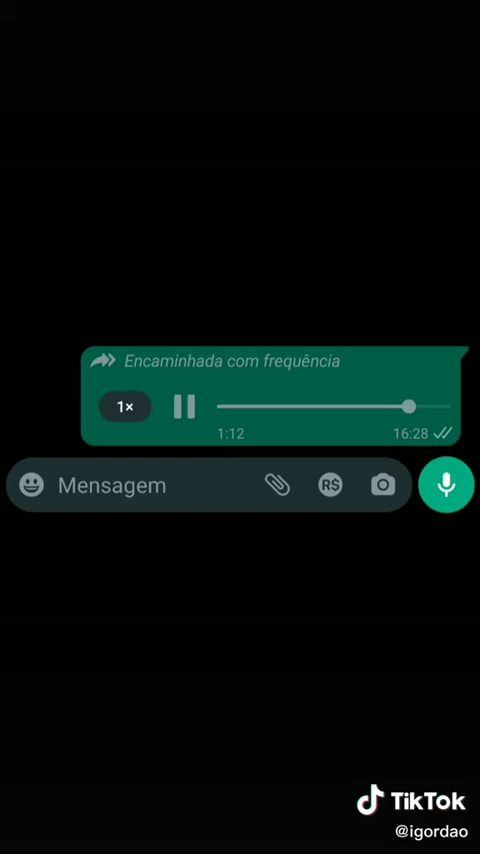 Encaminhada com frequência
1×
1:12
16:28
Mensagem
R$
TikTok
@igordao